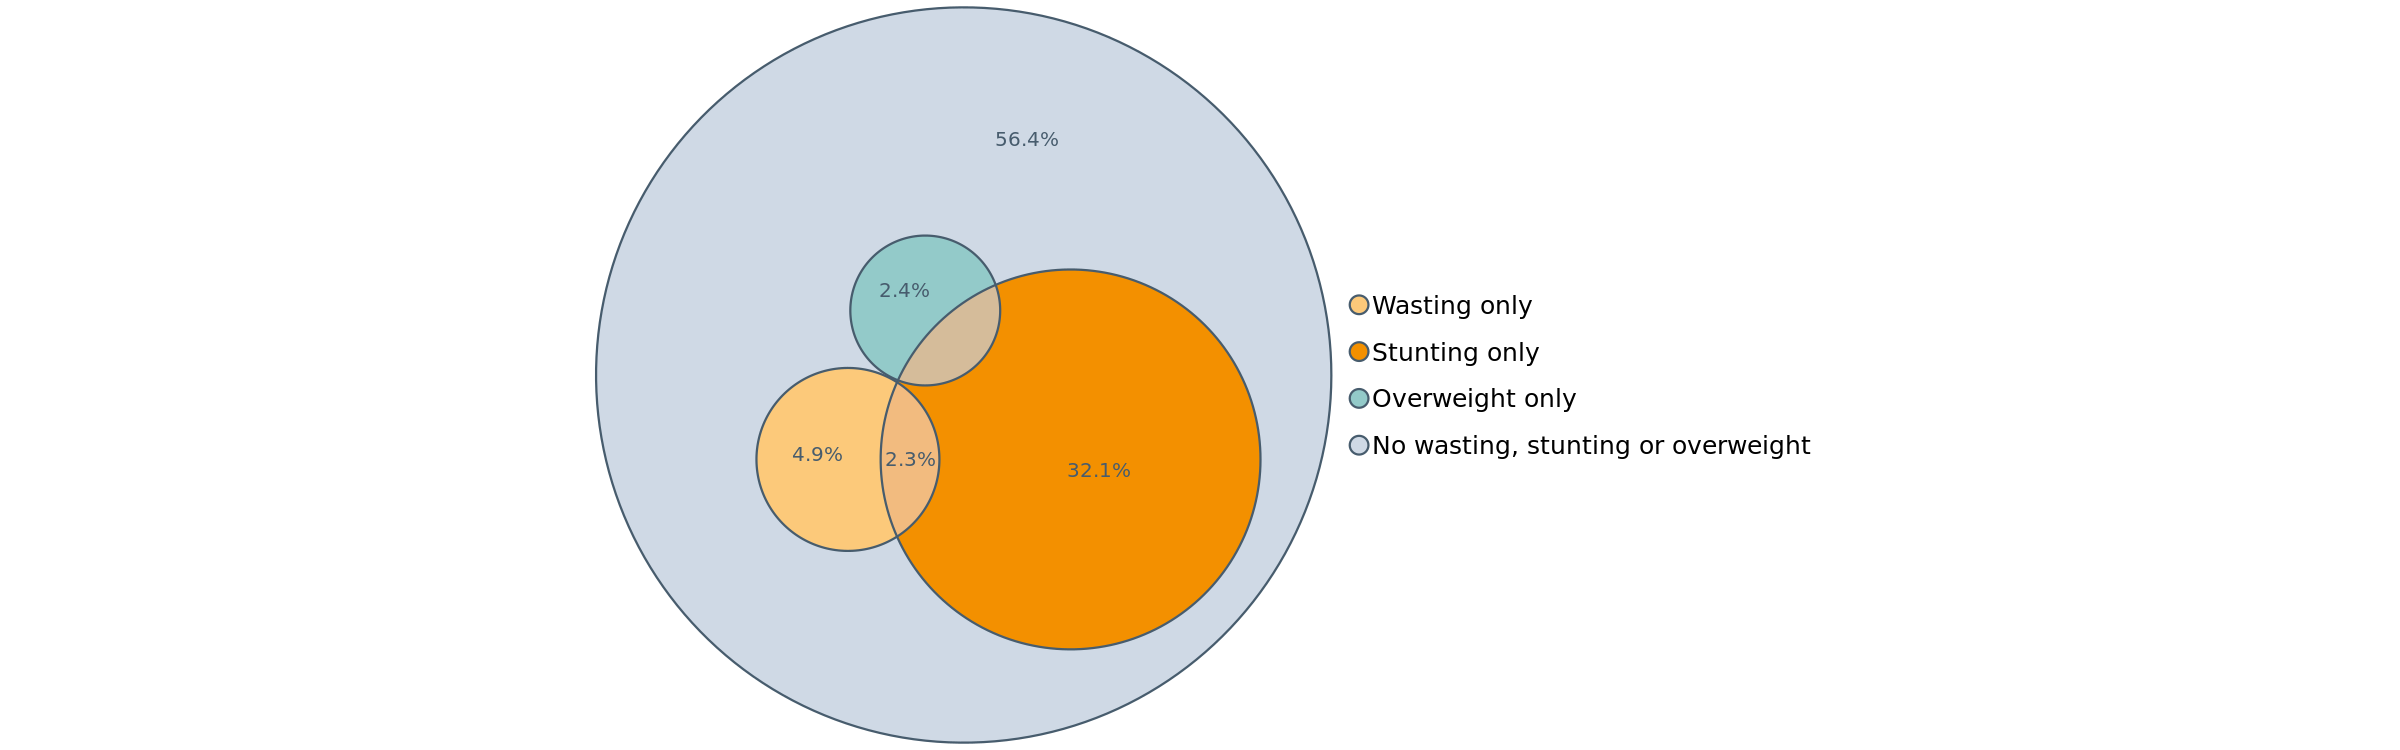 56.4%
2.4%
4.9%
2.3%
32.1%
Wasting only
Stunting only
Overweight only
No wasting, stunting or overweight